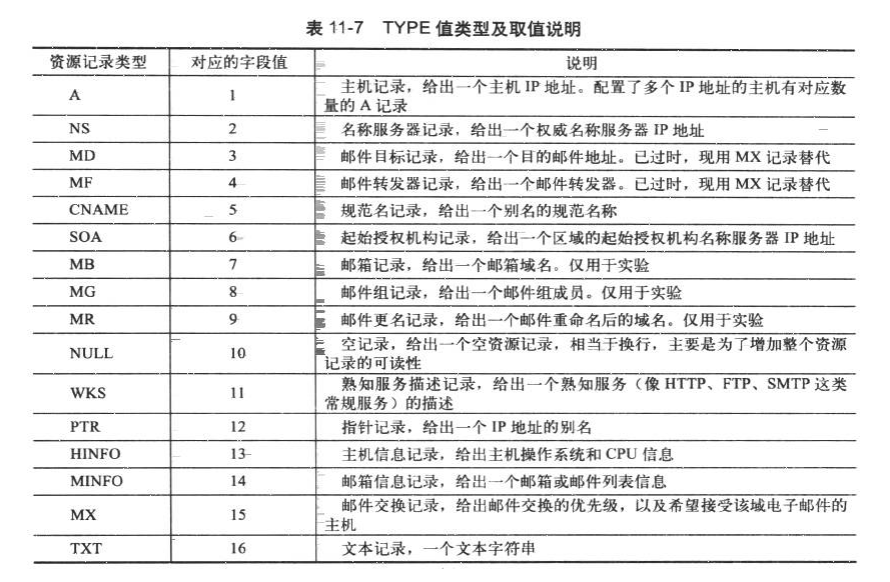 表 11-7 TYPE 值类型及取值说明
资源记录类型 对应的字段值 说明
A 1 主机记录，给出一个主机 IP 地址。配置了多个 IP 地址的主机有对应数
量的 A 记录
NS 2 名称服务器记录，给出一个权威名称服务器 IP 地址
MD 3 邮件目标记录，给出一个目的邮件地址。已过时，现用 MX 记录替代
MF 4 邮件转发器记录，给出一个邮件转发器。已过时，现用 MX 记录替代
CNAME 5 规范名记录，给出一个别名的规范名称
SOA 6 起始授权机构记录，给出一个区域的起始授权机构名称服务器 IP 地址
MB 7 邮箱记录，给出一个邮箱域名。仅用于实验
MG 8 邮件组记录，给出一个邮件组成员。仅用于实验
MR 9 邮件更名记录，给出一个邮件重命名后的域名。仅用于实验
NULL 10 空记录，给出一个空资源记录，相当于换行，主要是为了增加整个资源
记录的可读性
WKS 11 熟知服务描述记录，给出一个熟知服务（像 HTTP、FTP、SMTP 这类
常规服务）的描述
PTR 12 指针记录，给出一个 IP 地址的别名
HINFO 13 主机信息记录，给出主机操作系统和 CPU 信息
MINFO 14 邮箱信息记录，给出一个邮箱或邮件列表信息
MX 15 邮件交换记录，给出邮件交换的优先级，以及希望接受该域电子邮件的
主机
TXT 16 文本记录，一个文本字符串